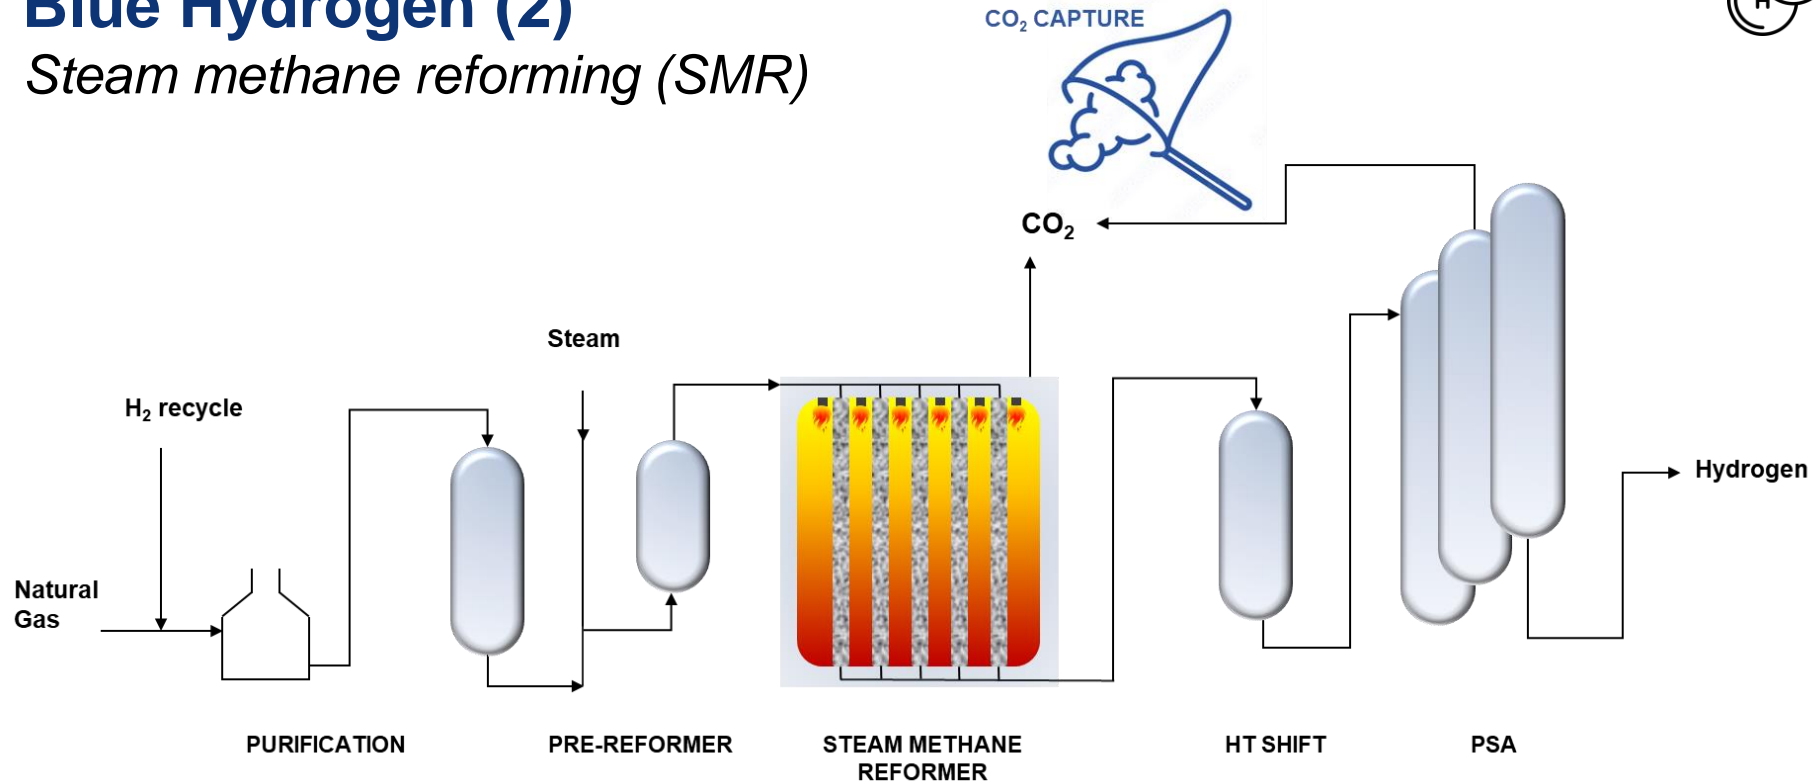 Blue Hydrogen (2)
Steam methane reforming (SMR)
CO₂ CAPTURE
H
CO₂
Steam
H₂ recycle
Natural
Gas
Hydrogen
PURIFICATION
PRE-REFORMER
STEAM METHANE
REFORMER
HT SHIFT
PSA